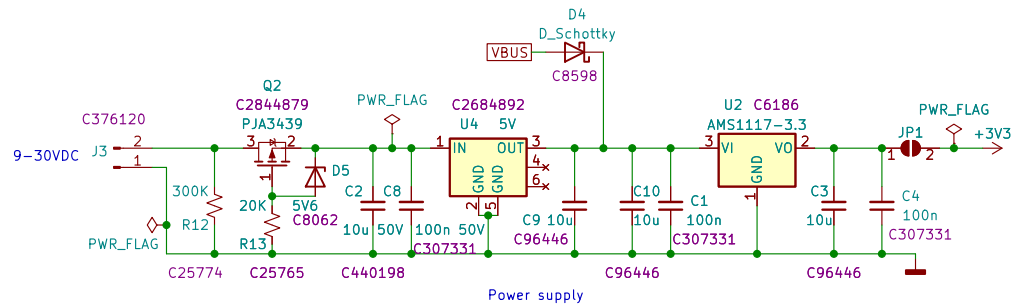 D4
D_Schottky
VBUS
C8598
Q2
C2844879
PJA3439
PWR_FLAG
C2684892
U4 5V
U2 C6186
AMS1117-3.3
PWR_FLAG
JP1
+3V3
C376120
9-30VDC
J3
2
1
3
2
1
D5
5V6
C8062
1
IN
OUT
3
4
6
GND
GND
2
5
3
VI
VO
2
GND
1
1
2
300K
R12
20K
R13
C2
10u 50V
C8
100n 50V
C307331
C9 10u
C96446
C10
10u
C1
100n
C307331
C3
10u
C4
100n
C307331
PWR_FLAG
C25774
C25765
C440198
C96446
C96446
Power supply